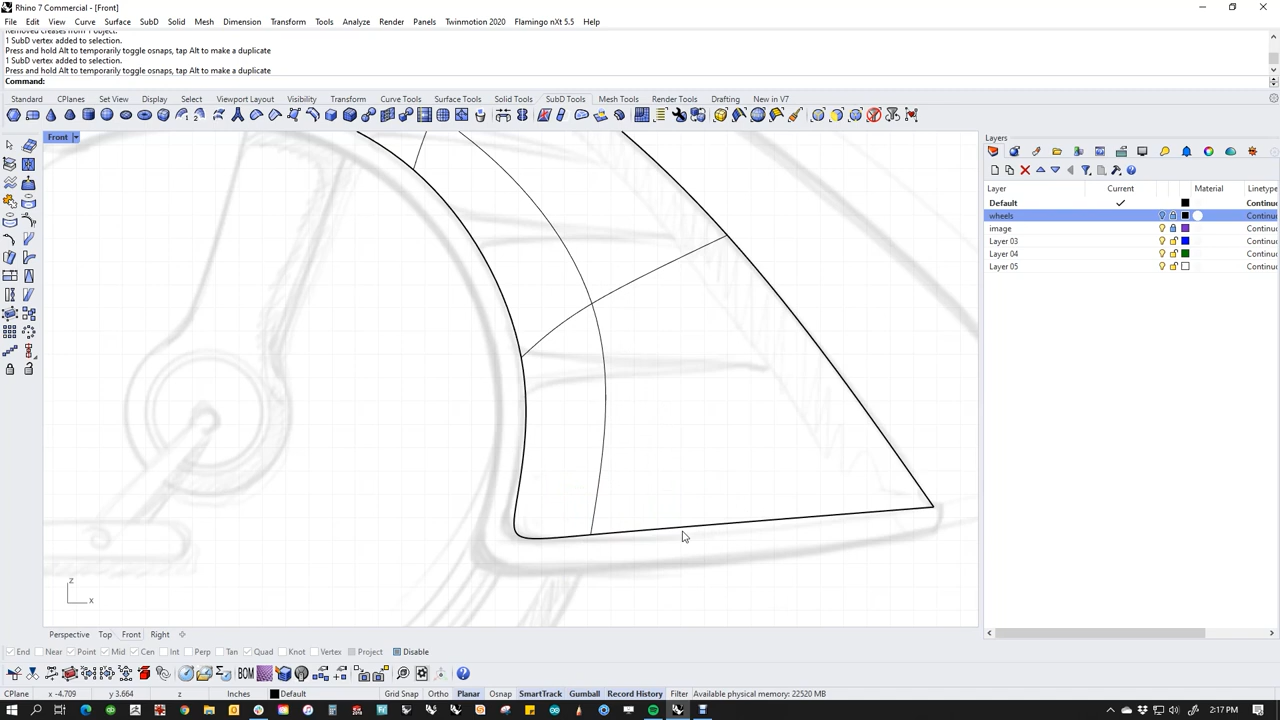 Rhino 7 Commercial - [Front]
File Edit View Curve Surface SubD Solid Mesh Dimension Transform Tools Analyze Render Panels Twinmotion 2020 Flamingo nXt 5.5 Help
Removed creases from 1 object.
1 SubD vertex added to selection.
Press and hold Alt to temporarily toggle osnaps, tap Alt to make a duplicate
1 SubD vertex added to selection.
Press and hold Alt to temporarily toggle osnaps, tap Alt to make a duplicate
Command:
Standard CPlanes Set View Display Select Viewport Layout Visibility Transform Curve Tools Surface Tools Solid Tools SubD Tools Mesh Tools Render Tools Drafting New in V7
Front
Layers
Layer Current Material Linetype
Default Continuc
wheels Continuc
image Continuc
Layer 03 Continuc
Layer 04 Continuc
Layer 05 Continuc
z
x
Perspective Top Front Right
End Near Point Mid Cen Int Perp Tan Quad Knot Vertex Project Disable
BOM
CPlane x -4.709 y 3.664 z Inches Default Grid Snap Ortho Planar Osnap SmartTrack Gumball Record History Filter Available physical memory: 22520 MB
2:17 PM